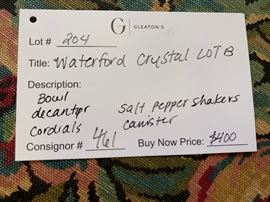 Lot # 204
G GLEATON'S
Title: Waterford Crystal LOT B
Description:
Bowl
decanter salt pepper shakers
Cordials canister
Consignor # 461 Buy Now Price: $400